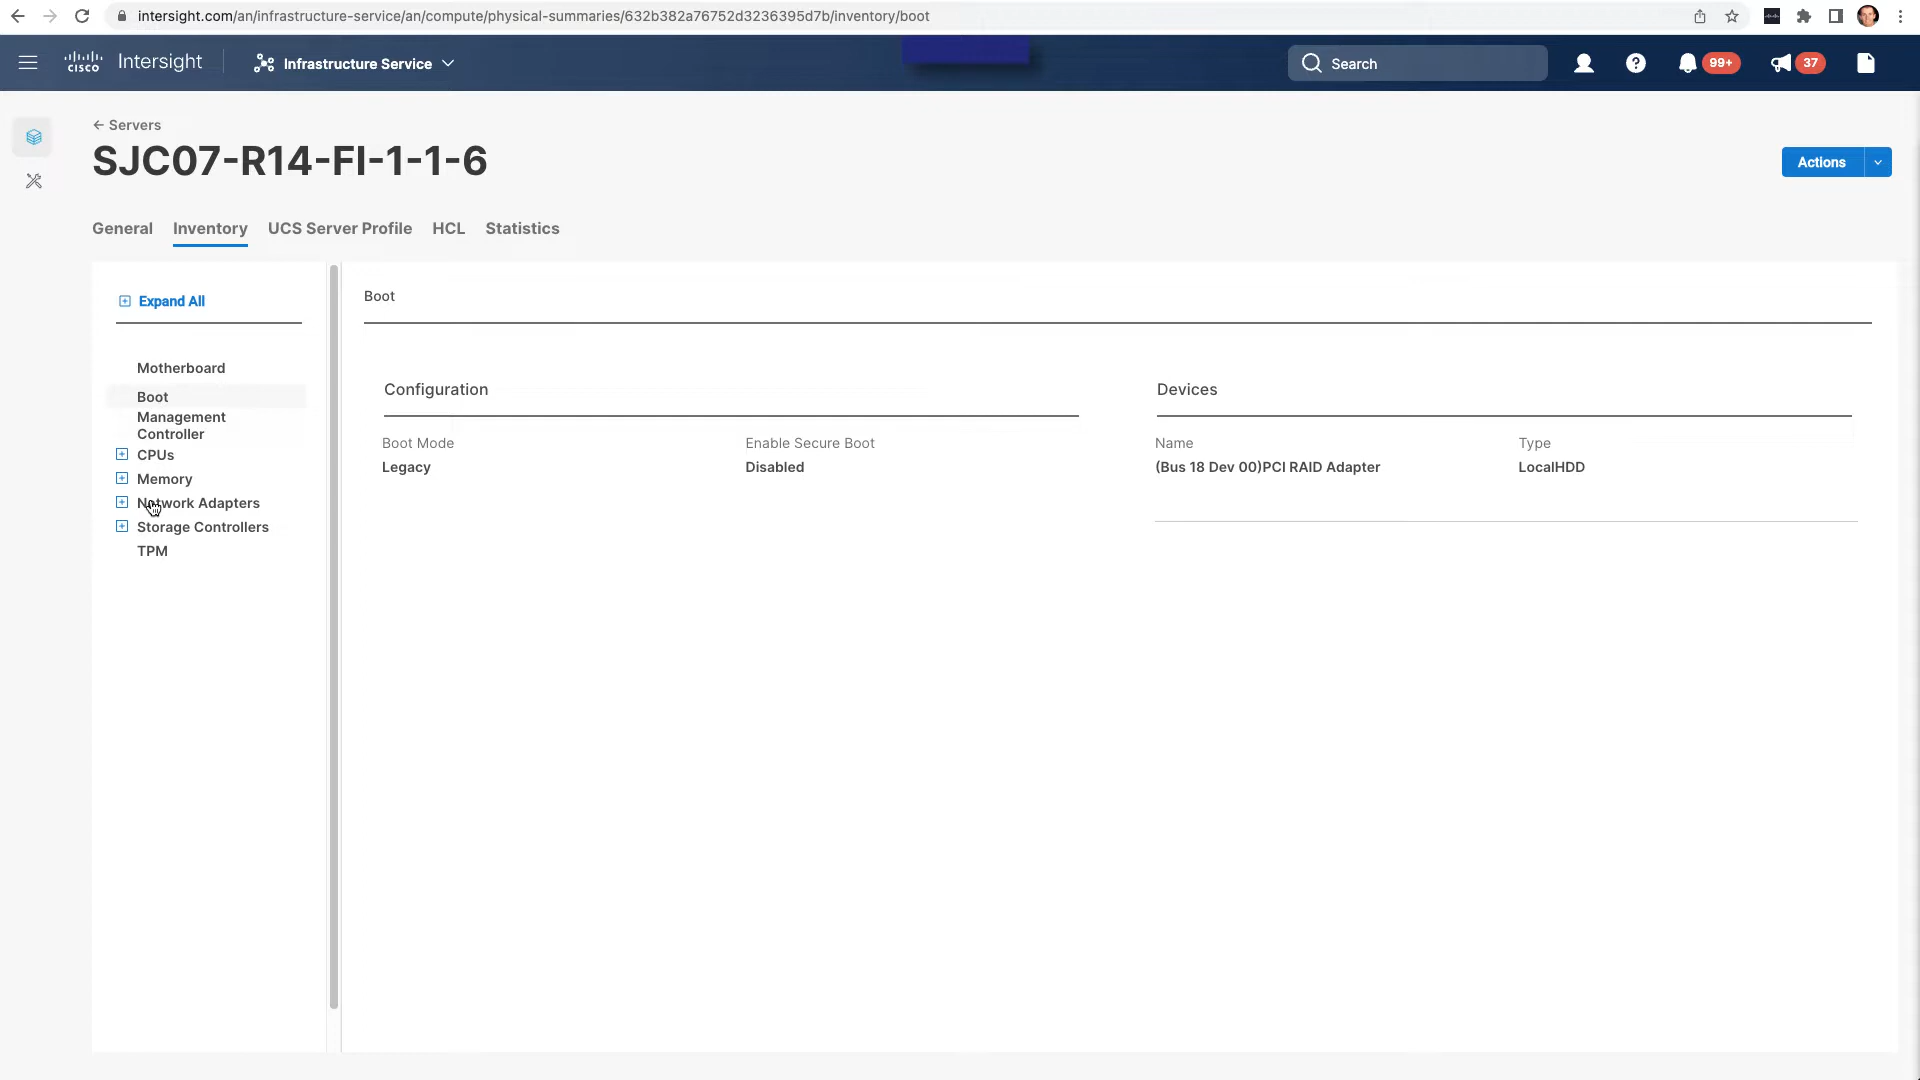 intersight.com/an/infrastructure-service/an/compute/physical-summaries/632b382a76752d3236395d7b/inventory/boot
CISCO Intersight
Infrastructure Service
Search
99+
37
← Servers
SJC07-R14-FI-1-1-6
Actions
General Inventory UCS Server Profile HCL Statistics
Expand All
Motherboard
Boot
Management
Controller
CPUs
Memory
Network Adapters
Storage Controllers
TPM
Boot
Configuration
Boot Mode Enable Secure Boot
Legacy Disabled
Devices
Name Type
(Bus 18 Dev 00)PCI RAID Adapter LocalHDD